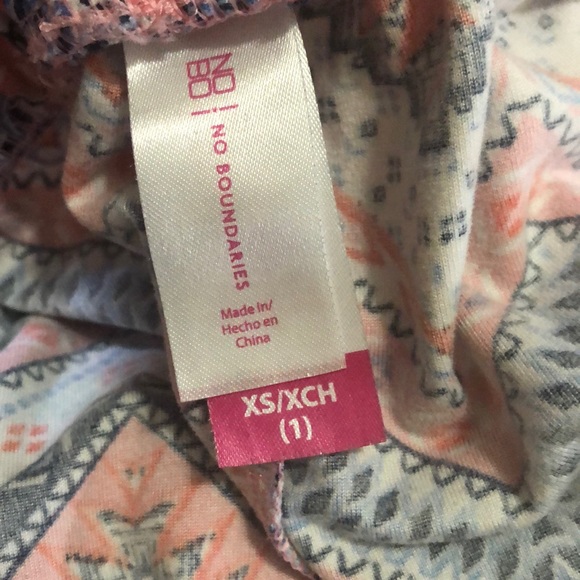 NO
BO
NO BOUNDARIES
Made in/
Hecho en
China
XS/XCH
(1)